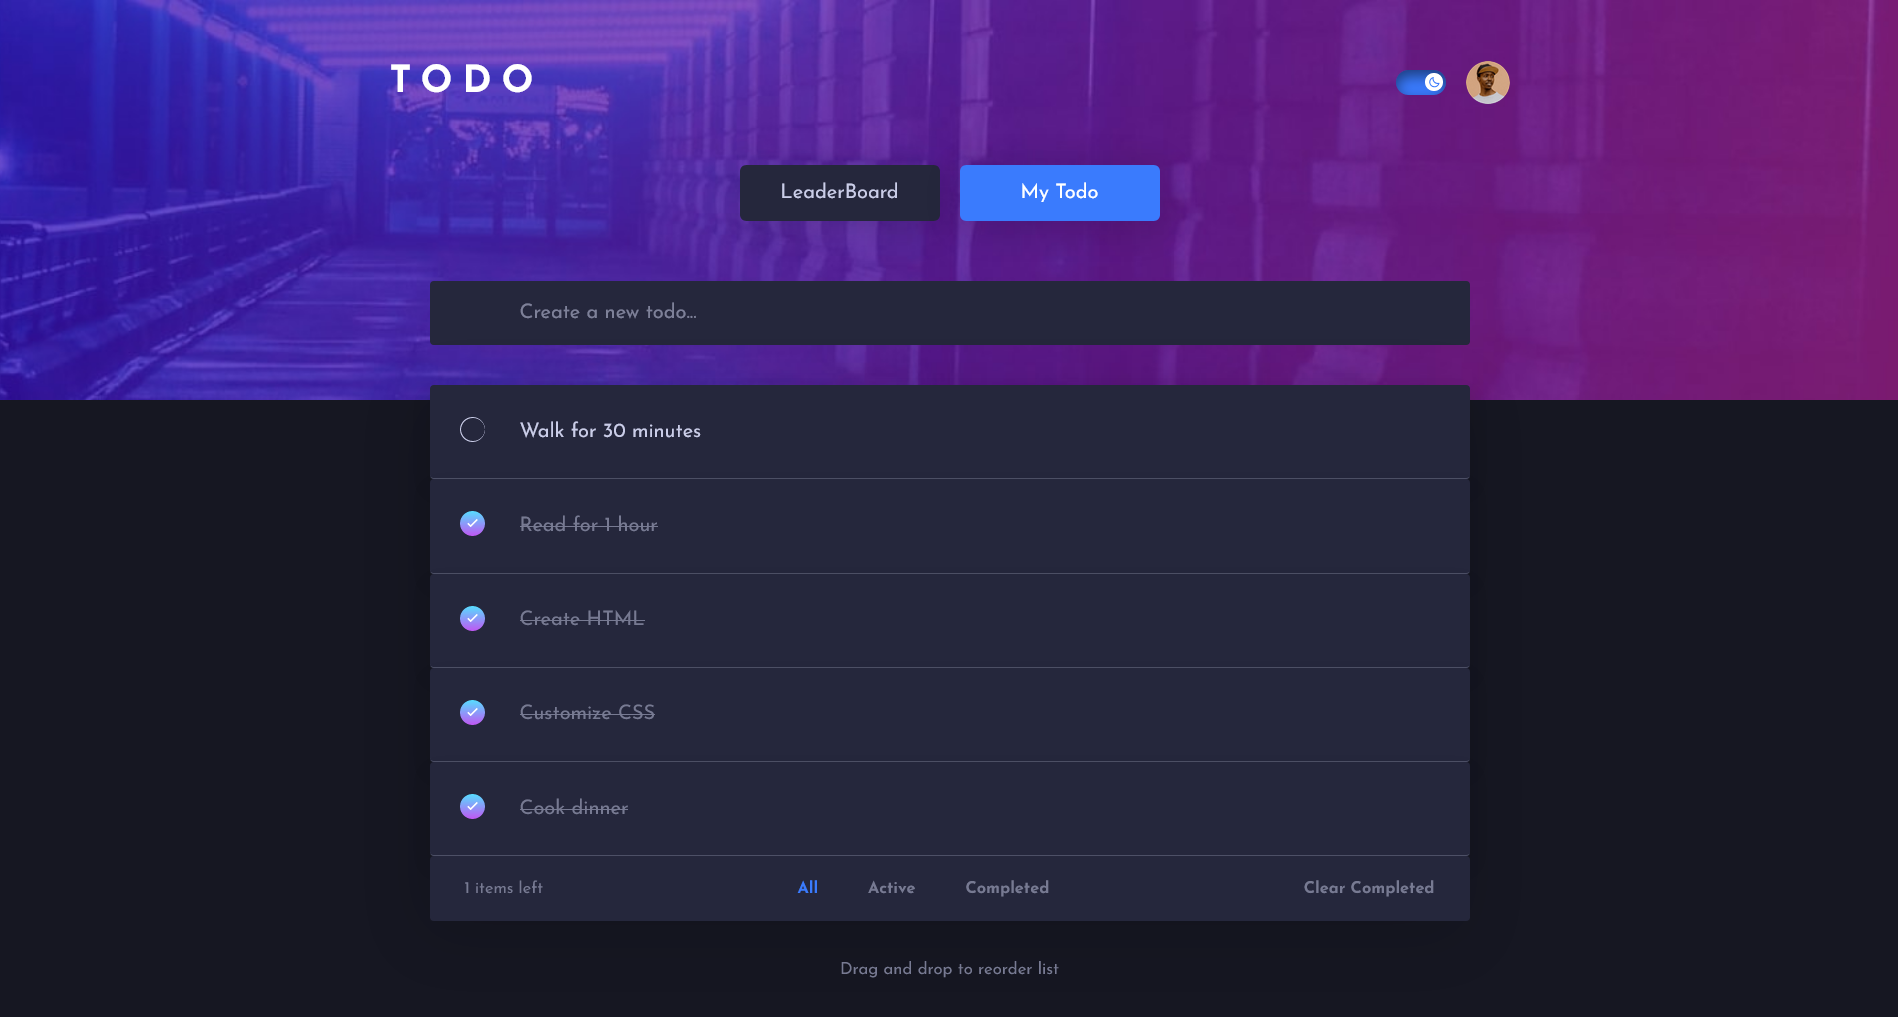 TODO
LeaderBoard
My Todo
Create a new todo...
Walk for 30 minutes
Read for 1 hour
Create HTML
Customize CSS
Cook dinner
1 items left
All
Active
Completed
Clear Completed
Drag and drop to reorder list